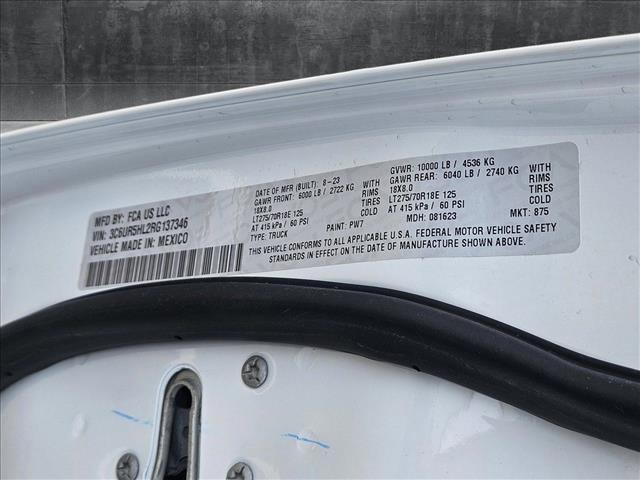 MFD BY: FCA US LLC
VIN: 3C6UR5HL2RG137346
VEHICLE MADE IN: MEXICO
DATE OF MFR (BUILT): 8-23
GAWR FRONT: 6000 LB / 2722 KG WITH
18X8.0 RIMS
LT275/70R18E 125 TIRES
AT 415 kPa / 60 PSI COLD
TYPE: TRUCK PAINT: PW7
GVWR: 10000 LB / 4536 KG
GAWR REAR: 6040 LB / 2740 KG WITH
18X8.0 RIMS
LT275/70R18E 125 TIRES
AT 415 kPa / 60 PSI COLD
MDH: 081623 MKT: 875
THIS VEHICLE CONFORMS TO ALL APPLICABLE U.S.A. FEDERAL MOTOR VEHICLE SAFETY
STANDARDS IN EFFECT ON THE DATE OF MANUFACTURE SHOWN ABOVE